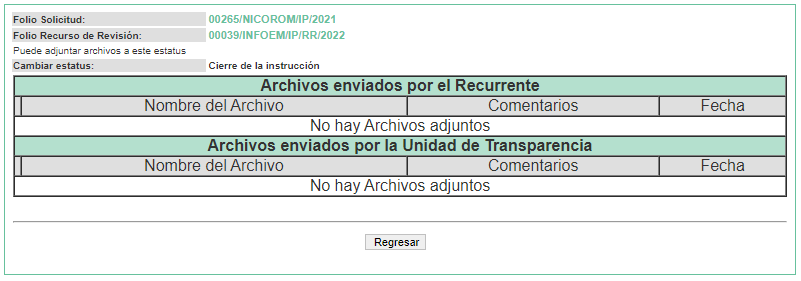 Folio Solicitud: 00265/NICOROM/IP/2021
Folio Recurso de Revisión: 00039/INFOEM/IP/RR/2022
Puede adjuntar archivos a este estatus
Cambiar estatus: Cierre de la instrucción
Archivos enviados por el Recurrente
Nombre del Archivo Comentarios Fecha
No hay Archivos adjuntos
Archivos enviados por la Unidad de Transparencia
Nombre del Archivo Comentarios Fecha
No hay Archivos adjuntos
Regresar